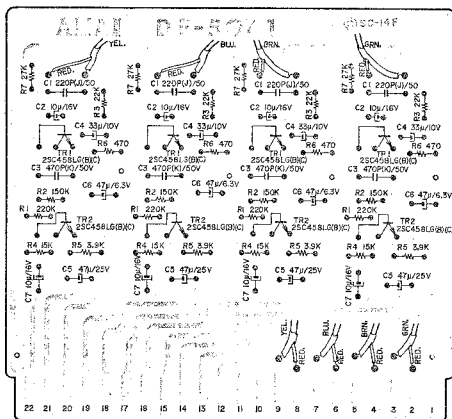 YEL. BLU. BRN. GRN.
RED. RED. RED. RED.
R7 27K R7 27K R7 27K R7 27K
C1 220P(J)/50 C1 220P(J)/50 C1 220P(J)/50 C1 220P(J)/50
R3 22K R3 22K R3 22K R3 22K
C2 10μ/16V C2 10μ/16V C2 10μ/16V C2 10μ/16V
C4 33μ/10V C4 33μ/10V C4 33μ/10V C4 33μ/10V
R6 470 R6 470 R6 470 R6 470
TR1 TR1 TR1 TR1
2SC458LG(B)(C) 2SC458LG(B)(C) 2SC458LG(B)(C) 2SC458LG(B)(C)
C3 470P(K)/50V C3 470P(K)/50V C3 470P(K)/50V C3 470P(K)/50V
C6 47μ/6.3V C6 47μ/6.3V C6 47μ/6.3V C6 47μ/6.3V
R2 150K R2 150K R2 150K R2 150K
R1 220K R1 220K R1 220K R1 220K
TR2 TR2 TR2 TR2
2SC458LG(B)(C) 2SC458LG(B)(C) 2SC458LG(B)(C) 2SC458LG(B)(C)
R4 15K R5 3.9K R4 15K R5 3.9K R4 15K R5 3.9K R4 15K R5 3.9K
C7 10μ/16V C5 47μ/25V C7 10μ/16V C5 47μ/25V C7 10μ/16V C5 47μ/25V C7 10μ/16V C5 47μ/25V
YEL. BLU. BRN. GRN.
RED. RED. RED. RED.
22 21 20 19 18 17 16 15 14 13 12 11 10 9 8 7 6 5 4 3 2 1